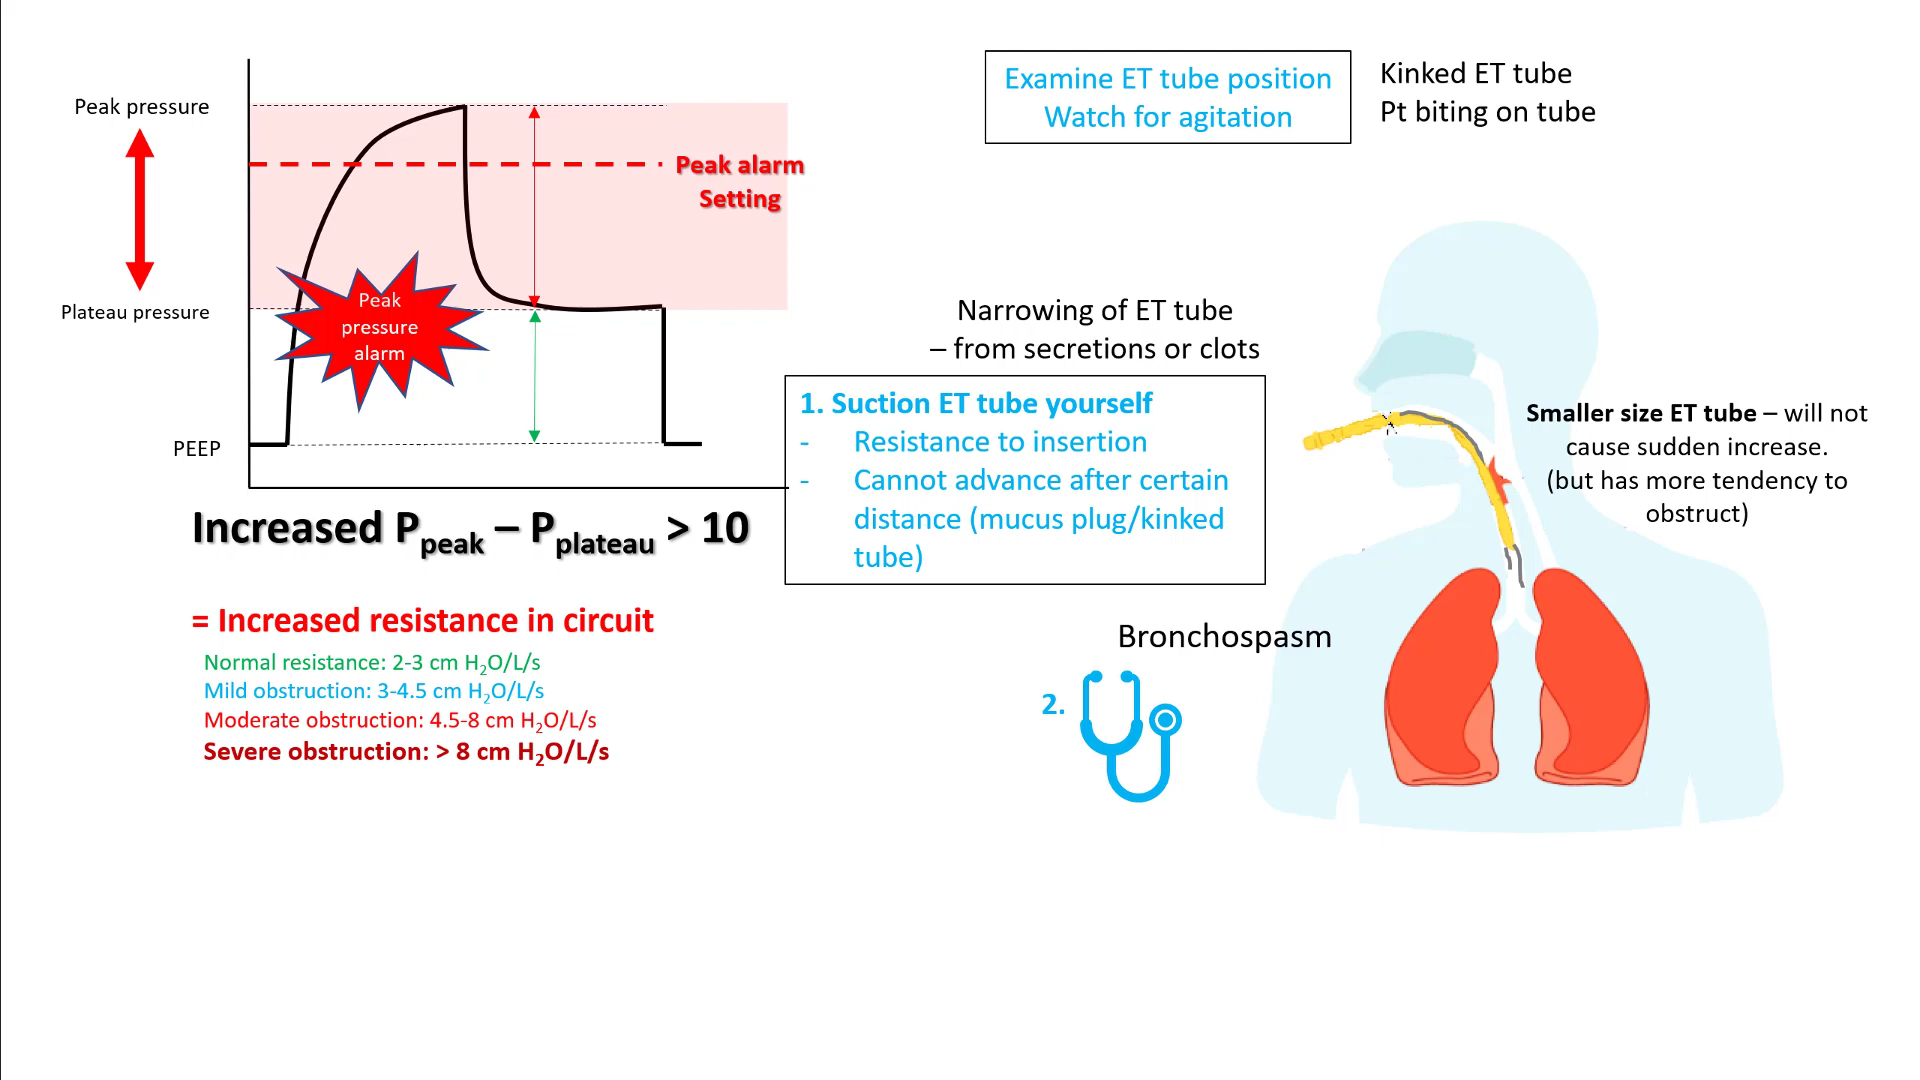 Peak pressure
Peak alarm
Setting
Peak
pressure
alarm
Plateau pressure
PEEP
Increased Ppeak – Pplateau > 10
= Increased resistance in circuit
Normal resistance: 2-3 cm H2O/L/s
Mild obstruction: 3-4.5 cm H2O/L/s
Moderate obstruction: 4.5-8 cm H2O/L/s
Severe obstruction: > 8 cm H2O/L/s
Examine ET tube position
Watch for agitation
Kinked ET tube
Pt biting on tube
Narrowing of ET tube
– from secretions or clots
1. Suction ET tube yourself
- Resistance to insertion
- Cannot advance after certain
distance (mucus plug/kinked
tube)
Smaller size ET tube – will not
cause sudden increase.
(but has more tendency to
obstruct)
Bronchospasm
2.